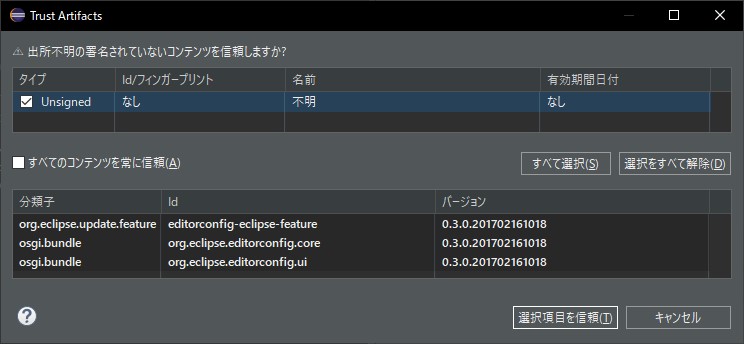 Trust Artifacts
出所不明の署名されていないコンテンツを信頼しますか?
タイプ Id/フィンガープリント 名前 有効期間日付
Unsigned なし 不明 なし
すべてのコンテンツを常に信頼(A) すべて選択(S) 選択をすべて解除(D)
分類子 Id バージョン
org.eclipse.update.feature editorconfig-eclipse-feature 0.3.0.201702161018
osgi.bundle org.eclipse.editorconfig.core 0.3.0.201702161018
osgi.bundle org.eclipse.editorconfig.ui 0.3.0.201702161018
? 選択項目を信頼(T) キャンセル